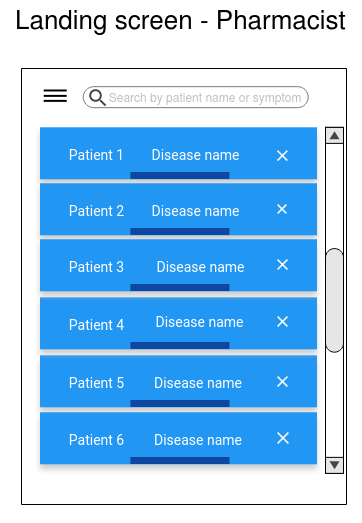 Landing screen - Pharmacist
Search by patient name or symptom
Patient 1 Disease name
Patient 2 Disease name
Patient 3 Disease name
Patient 4 Disease name
Patient 5 Disease name
Patient 6 Disease name